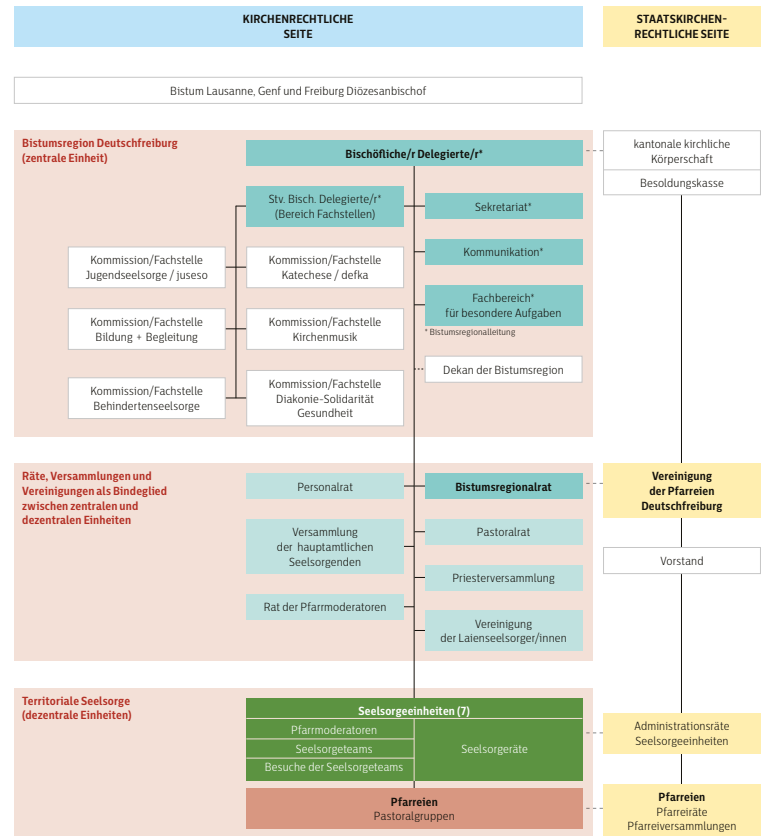 KIRCHENRECHTLICHE
SEITE
STAATSKIRCHEN-
RECHTLICHE SEITE
Bistum Lausanne, Genf und Freiburg Diözesanbischof
Bistumsregion Deutschfreiburg
(zentrale Einheit)
Bischöfliche/r Delegierte/r*
kantonale kirchliche
Körperschaft
Besoldungskasse
Stv. Bisch. Delegierte/r*
(Bereich Fachstellen)
Sekretariat*
Kommission/Fachstelle
Jugendseelsorge / juseso
Kommission/Fachstelle
Katechese / defka
Kommunikation*
Kommission/Fachstelle
Bildung + Begleitung
Kommission/Fachstelle
Kirchenmusik
Fachbereich*
für besondere Aufgaben
* Bistumsregionalleitung
Kommission/Fachstelle
Behindertenseelsorge
Kommission/Fachstelle
Diakonie-Solidarität
Gesundheit
Dekan der Bistumsregion
Räte, Versammlungen und
Vereinigungen als Bindeglied
zwischen zentralen und
dezentralen Einheiten
Personalrat
Bistumsregionalrat
Vereinigung
der Pfarreien
Deutschfreiburg
Versammlung
der hauptamtlichen
Seelsorgenden
Pastoralrat
Vorstand
Priesterversammlung
Rat der Pfarrmoderatoren
Vereinigung
der Laienseelsorger/innen
Territoriale Seelsorge
(dezentrale Einheiten)
Seelsorgeeinheiten (7)
Pfarrmoderatoren
Seelsorgeteams
Besuche der Seelsorgeteams
Seelsorgeräte
Administrationsräte
Seelsorgeeinheiten
Pfarreien
Pastoralgruppen
Pfarreien
Pfarreiräte
Pfarreiversammlungen